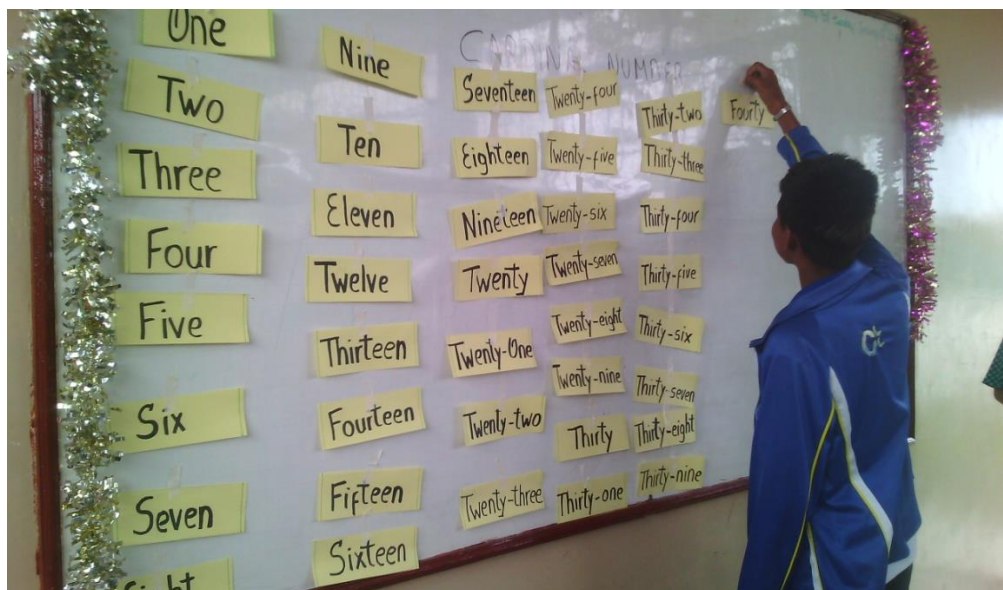 CARDINAL NUMBER
One
Two
Three
Four
Five
Six
Seven
Eight
Nine
Ten
Eleven
Twelve
Thirteen
Fourteen
Fifteen
Sixteen
Seventeen
Eighteen
Nineteen
Twenty
Twenty-One
Twenty-two
Twenty-three
Twenty-four
Twenty-five
Twenty-six
Twenty-seven
Twenty-eight
Twenty-nine
Thirty
Thirty-one
Thirty-two
Thirty-three
Thirty-four
Thirty-five
Thirty-six
Thirty-seven
Thirty-eight
Thirty-nine
Fourty